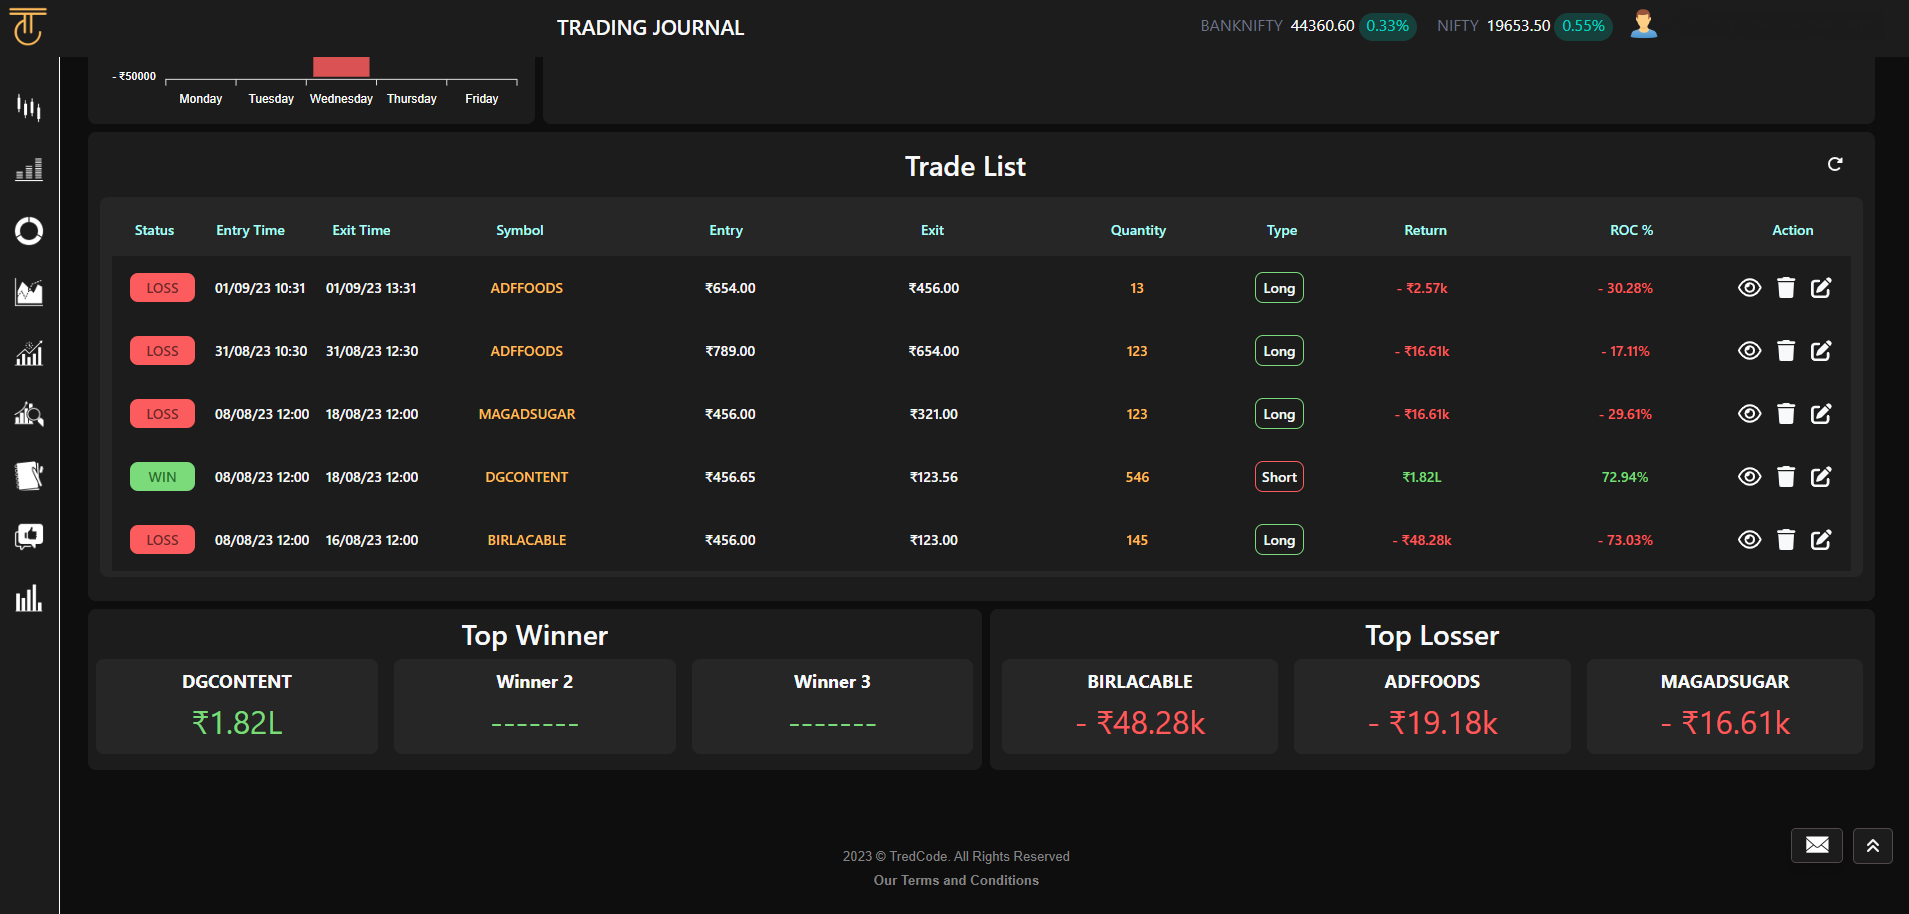 TRADING JOURNAL
BANKNIFTY 44360.60 0.33% NIFTY 19653.50 0.55%
- ₹50000
Monday Tuesday Wednesday Thursday Friday
Trade List
Status Entry Time Exit Time Symbol Entry Exit Quantity Type Return ROC % Action
LOSS 01/09/23 10:31 01/09/23 13:31 ADFFOODS ₹654.00 ₹456.00 13 Long - ₹2.57k - 30.28%
LOSS 31/08/23 10:30 31/08/23 12:30 ADFFOODS ₹789.00 ₹654.00 123 Long - ₹16.61k - 17.11%
LOSS 08/08/23 12:00 18/08/23 12:00 MAGADSUGAR ₹456.00 ₹321.00 123 Long - ₹16.61k - 29.61%
WIN 08/08/23 12:00 18/08/23 12:00 DGCONTENT ₹456.65 ₹123.56 546 Short ₹1.82L 72.94%
LOSS 08/08/23 12:00 16/08/23 12:00 BIRLACABLE ₹456.00 ₹123.00 145 Long - ₹48.28k - 73.03%
Top Winner
DGCONTENT Winner 2 Winner 3
₹1.82L ------- -------
Top Losser
BIRLACABLE ADFFOODS MAGADSUGAR
- ₹48.28k - ₹19.18k - ₹16.61k
2023 © TredCode. All Rights Reserved
Our Terms and Conditions